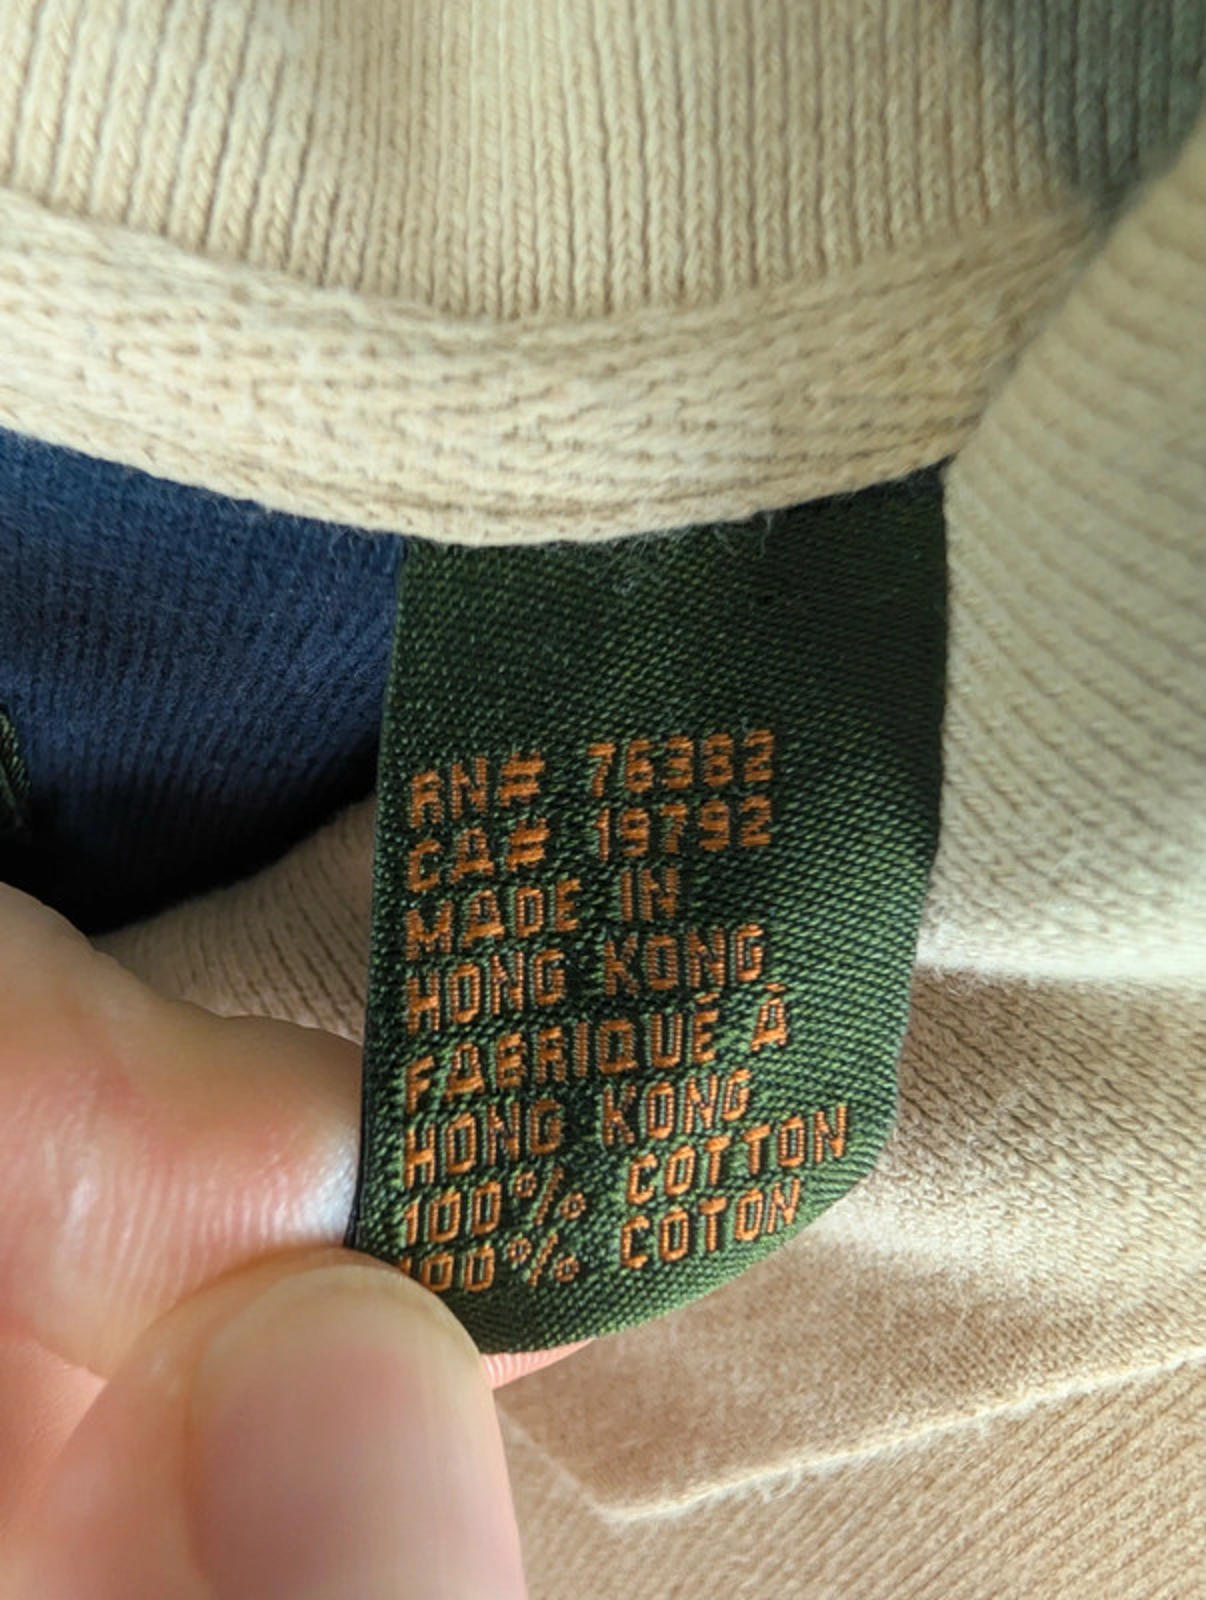 RN# 76382
CA# 19792
MADE IN
HONG KONG
FABRIQUÉ À
HONG KONG
100% COTTON
100% COTON